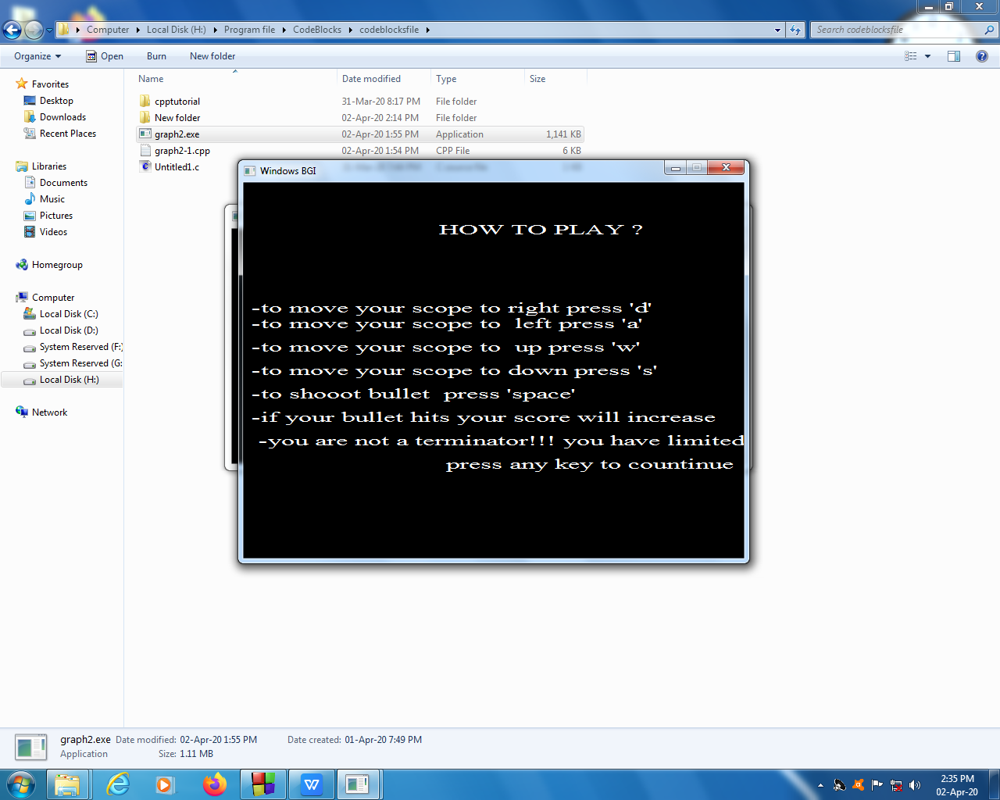 Computer Local Disk (H:) Program file CodeBlocks codeblocksfile Search codeblocksfile
Organize Open Burn New folder
Name Date modified Type Size
Favorites
Desktop
Downloads
Recent Places
Libraries
Documents
Music
Pictures
Videos
Homegroup
Computer
Local Disk (C:)
Local Disk (D:)
System Reserved (F:
System Reserved (G:
Local Disk (H:)
Network
cpptutorial 31-Mar-20 8:17 PM File folder
New folder 02-Apr-20 2:14 PM File folder
graph2.exe 02-Apr-20 1:55 PM Application 1,141 KB
graph2-1.cpp 02-Apr-20 1:54 PM CPP File 6 KB
Untitled1.c
Windows BGI
HOW TO PLAY ?
-to move your scope to right press 'd'
-to move your scope to left press 'a'
-to move your scope to up press 'w'
-to move your scope to down press 's'
-to shooot bullet press 'space'
-if your bullet hits your score will increase
-you are not a terminator!!! you have limited
press any key to countinue
graph2.exe Date modified: 02-Apr-20 1:55 PM Date created: 01-Apr-20 7:49 PM
Application Size: 1.11 MB
2:35 PM
02-Apr-20